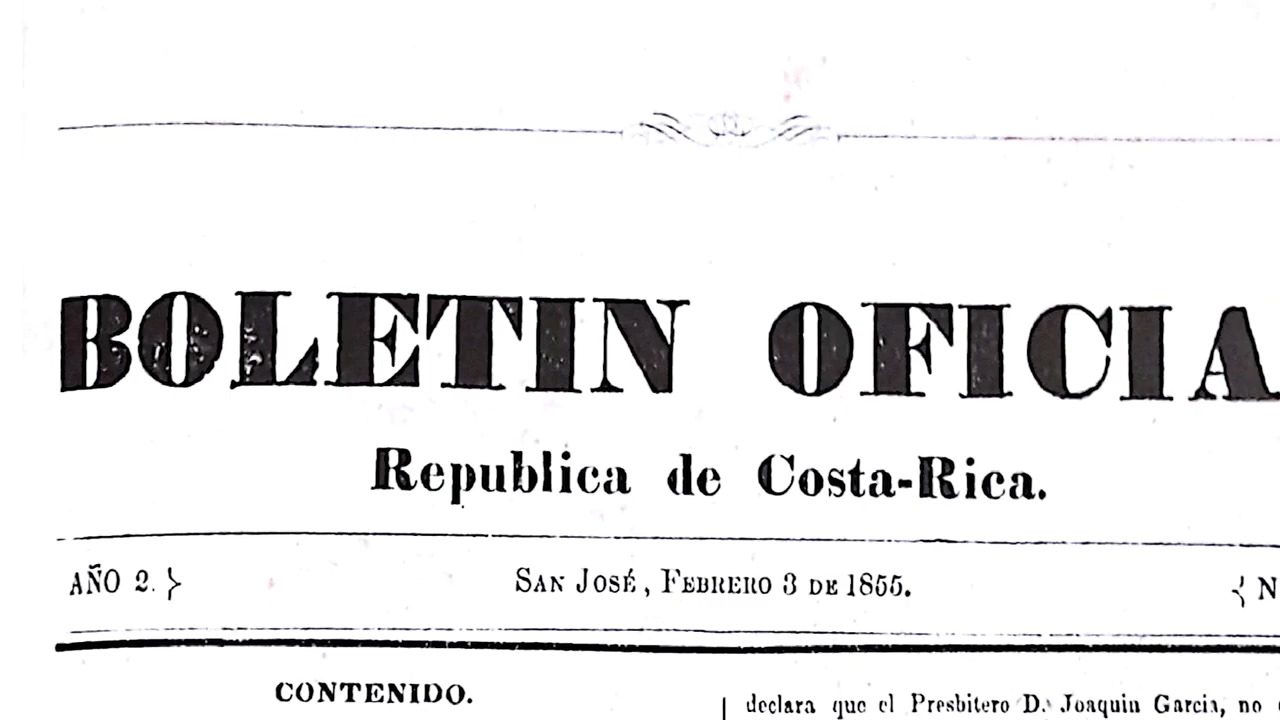 BOLETIN OFICIA
Republica de Costa-Rica.
AÑO 2.
SAN JOSÉ, FEBRERO 3 DE 1855.
N
CONTENIDO.
declara que el Presbitero D. Joaquin Garcia, no